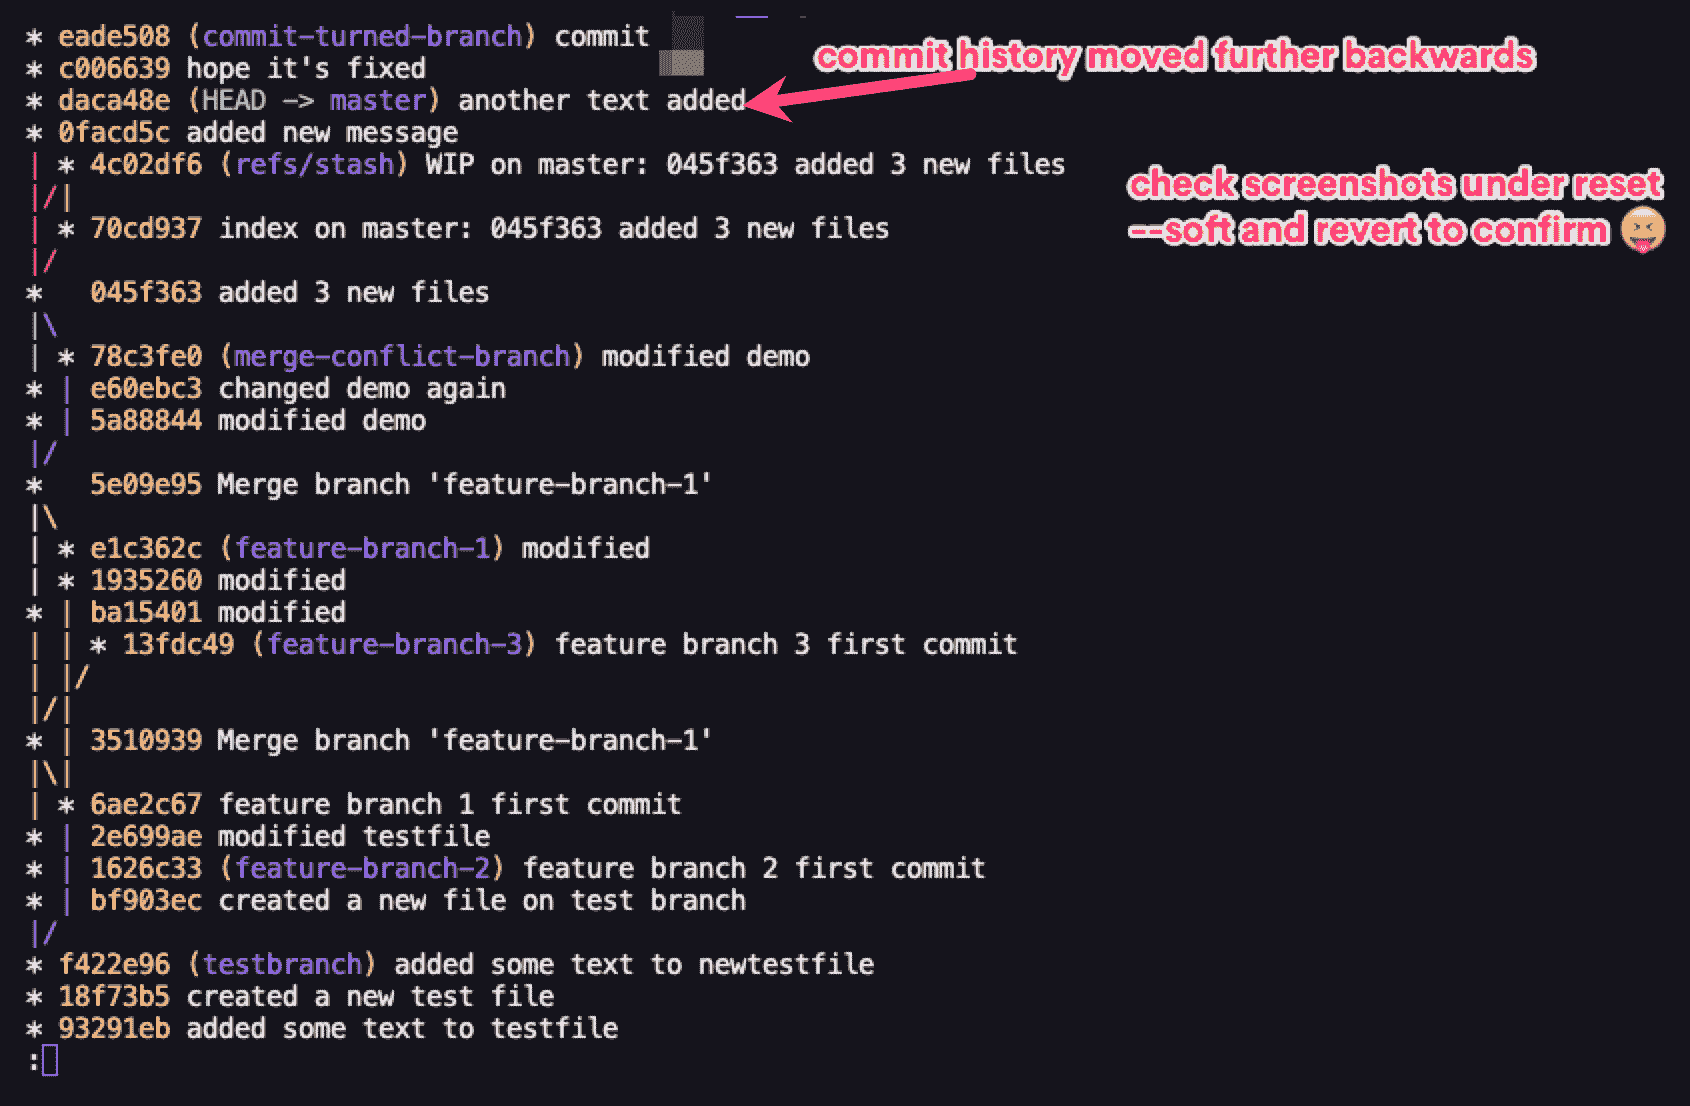 * eade508 (commit-turned-branch) commit
commit history moved further backwards
* c006639 hope it's fixed
* daca48e (HEAD -> master) another text added
* 0facd5c added new message
| * 4c02df6 (refs/stash) WIP on master: 045f363 added 3 new files
check screenshots under reset
|/|
| * 70cd937 index on master: 045f363 added 3 new files
--soft and revert to confirm 😝
|/
*   045f363 added 3 new files
|\
| * 78c3fe0 (merge-conflict-branch) modified demo
* | e60ebc3 changed demo again
* | 5a88844 modified demo
|/
*   5e09e95 Merge branch 'feature-branch-1'
|\
| * e1c362c (feature-branch-1) modified
| * 1935260 modified
* | ba15401 modified
| | * 13fdc49 (feature-branch-3) feature branch 3 first commit
| |/
|/|
* | 3510939 Merge branch 'feature-branch-1'
|\|
| * 6ae2c67 feature branch 1 first commit
* | 2e699ae modified testfile
* | 1626c33 (feature-branch-2) feature branch 2 first commit
* | bf903ec created a new file on test branch
|/
* f422e96 (testbranch) added some text to newtestfile
* 18f73b5 created a new test file
* 93291eb added some text to testfile
: